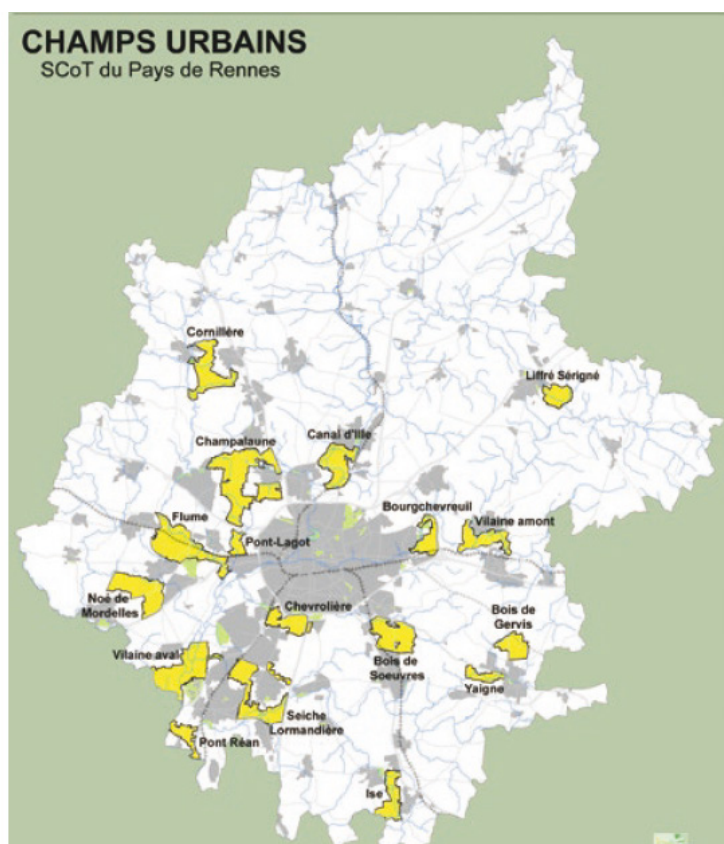 CHAMPS URBAINS
SCoT du Pays de Rennes
Cornillère
Liffré Sérigné
Champalaune
Canal d'Ille
Bourgchevreuil
Vilaine amont
Flume
Pont-Lagot
Noé de
Mordelles
Chevrolière
Bois de
Gervis
Vilaine aval
Bois de
Soeuvres
Yaigne
Seiche
Lormandière
Pont Réan
Ise